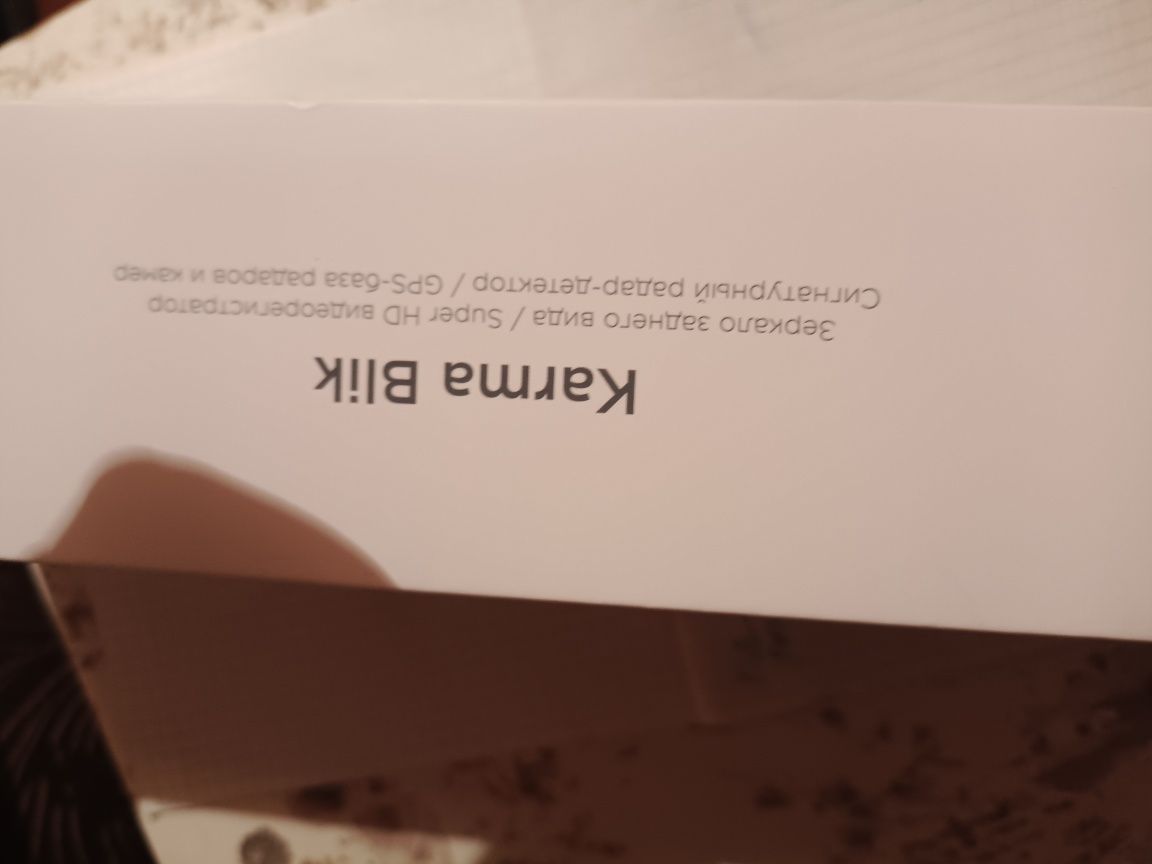 Karma Blik
Зеркало заднего вида / Super HD видеорегистратор
Сигнатурный радар-детектор / GPS-база радаров и камер